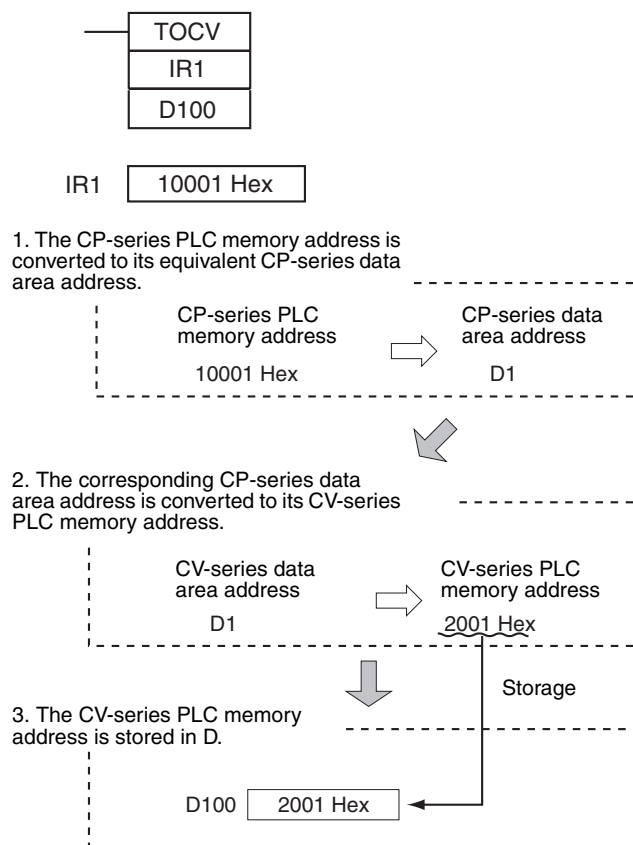 TOCV
IR1
D100
IR1 10001 Hex
1. The CP-series PLC memory address is
converted to its equivalent CP-series data
area address.
CP-series PLC
memory address
CP-series data
area address
10001 Hex
D1
2. The corresponding CP-series data
area address is converted to its CV-series
PLC memory address.
CV-series data
area address
CV-series PLC
memory address
D1
2001 Hex
Storage
3. The CV-series PLC memory
address is stored in D.
D100 2001 Hex